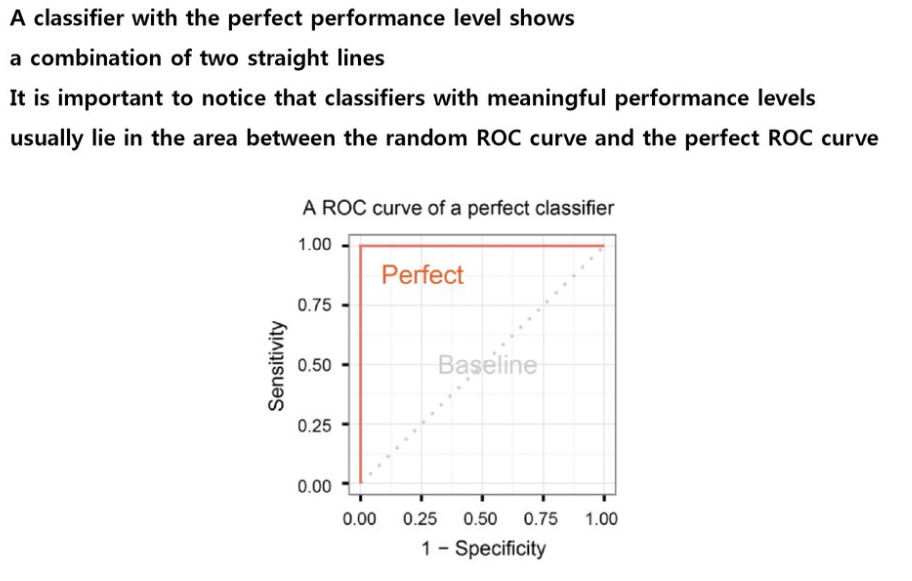 A classifier with the perfect performance level shows
a combination of two straight lines
It is important to notice that classifiers with meaningful performance levels
usually lie in the area between the random ROC curve and the perfect ROC curve
A ROC curve of a perfect classifier
1.00
Perfect
0.75
Sensitivity
0.50
Baseline
0.25
0.00
0.00 0.25 0.50 0.75 1.00
1 − Specificity